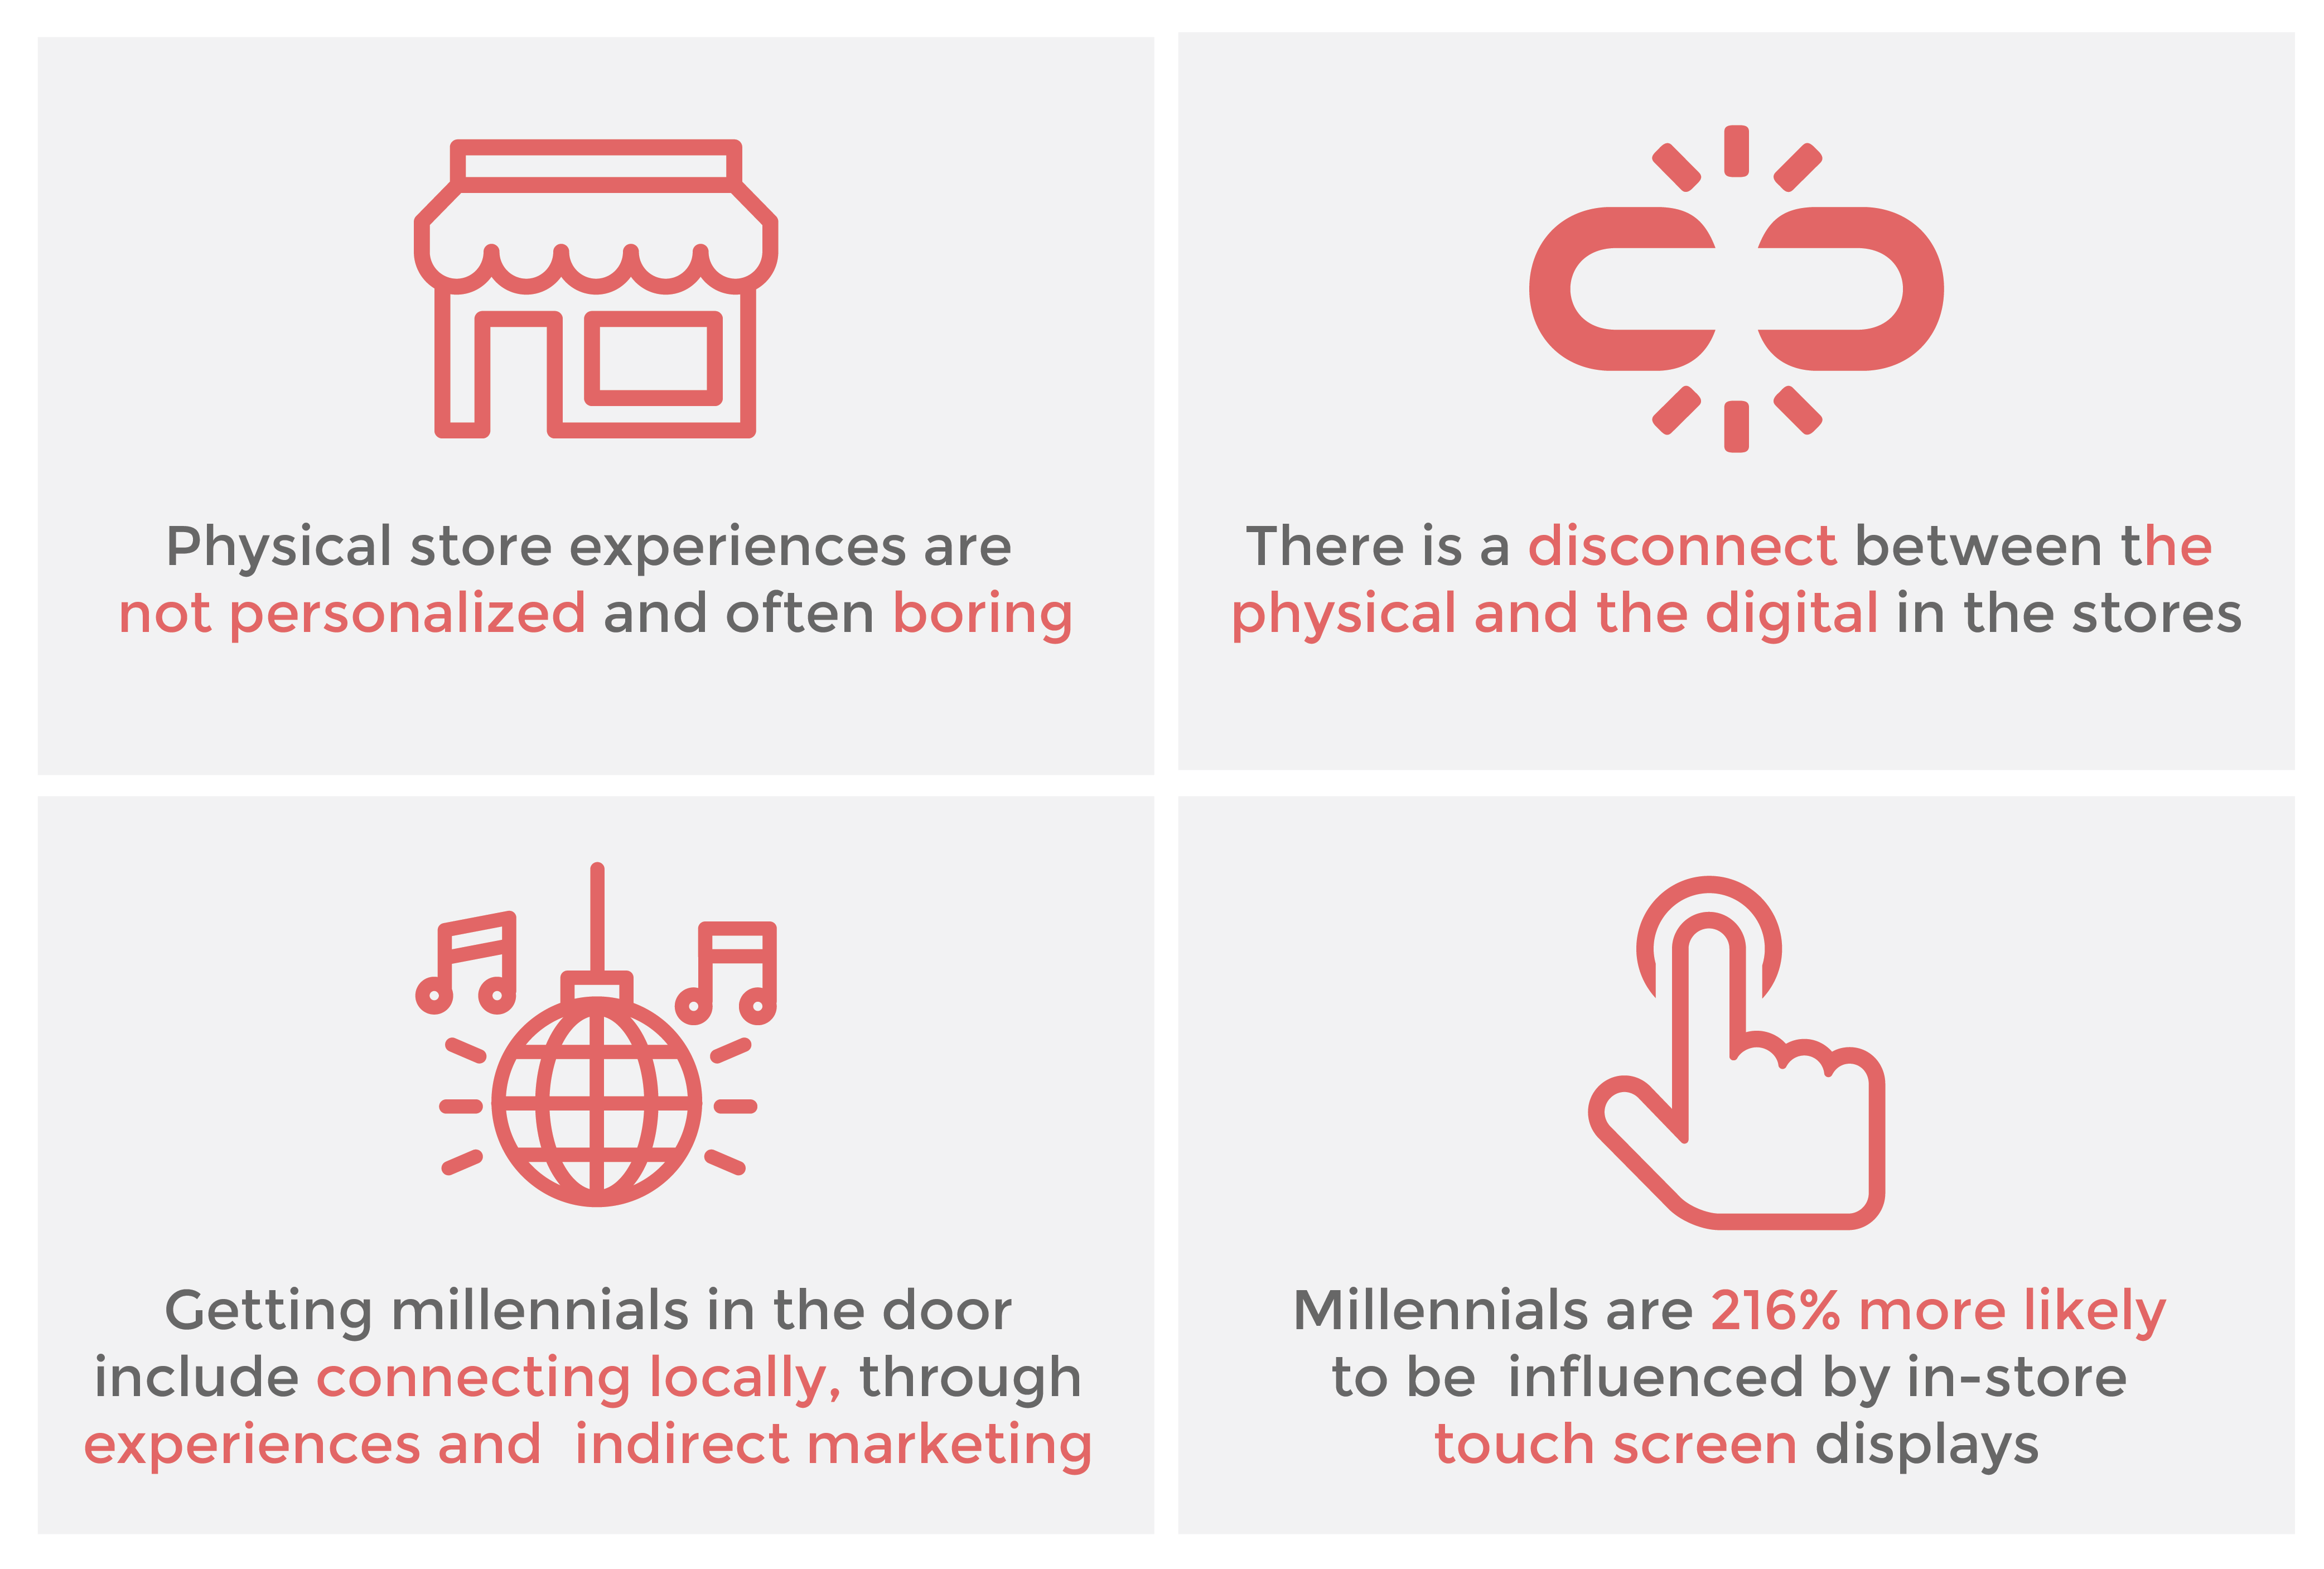 Physical store experiences are
not personalized and often boring
There is a disconnect between the
physical and the digital in the stores
Getting millennials in the door
include connecting locally, through
experiences and  indirect marketing
Millennials are 216% more likely
to be  influenced by in-store
touch screen displays